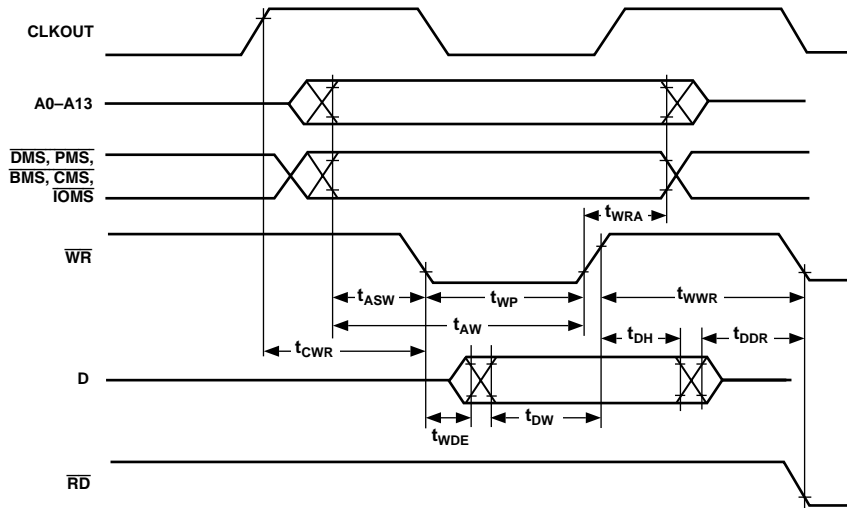 CLKOUT
A0–A13
DMS, PMS,
BMS, CMS,
IOMS
tWRA
WR
tASW
tWP
tWWR
tAW
tCWR
tDH
tDDR
D
tWDE
tDW
RD